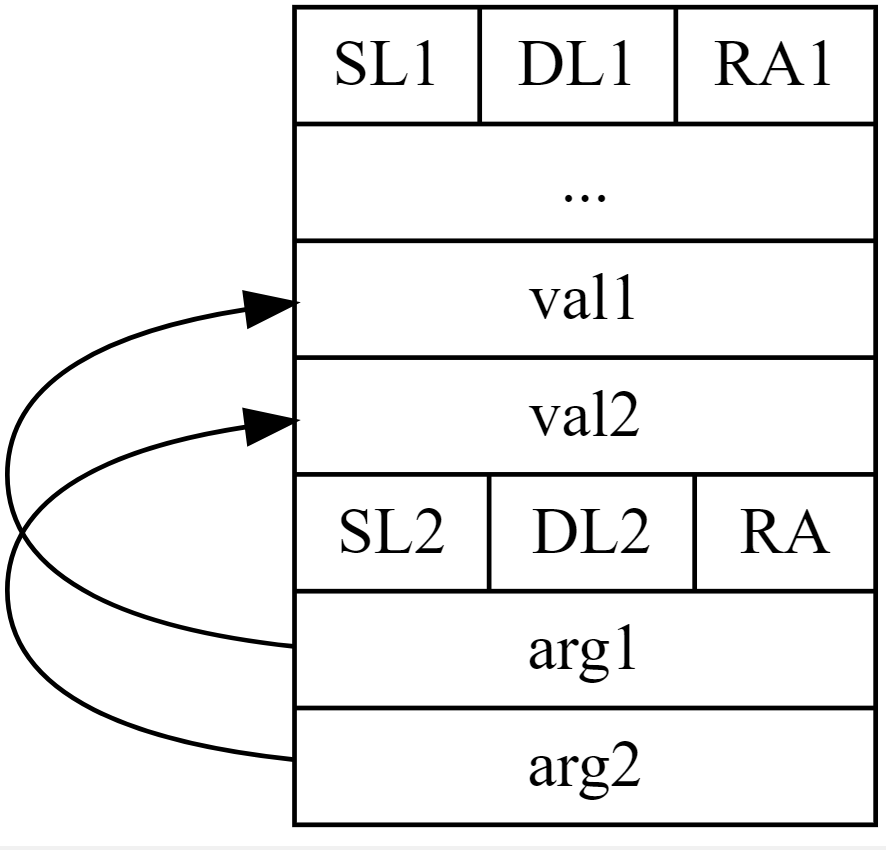 SL1 DL1 RA1
...
val1
val2
SL2 DL2 RA
arg1
arg2